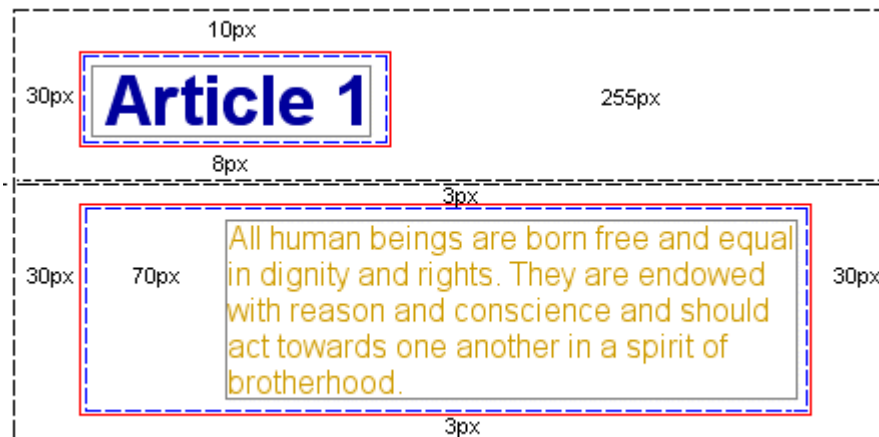 10px
30px
Article 1
255px
8px
3px
30px
70px
All human beings are born free and equal
in dignity and rights. They are endowed
with reason and conscience and should
act towards one another in a spirit of
brotherhood.
30px
3px